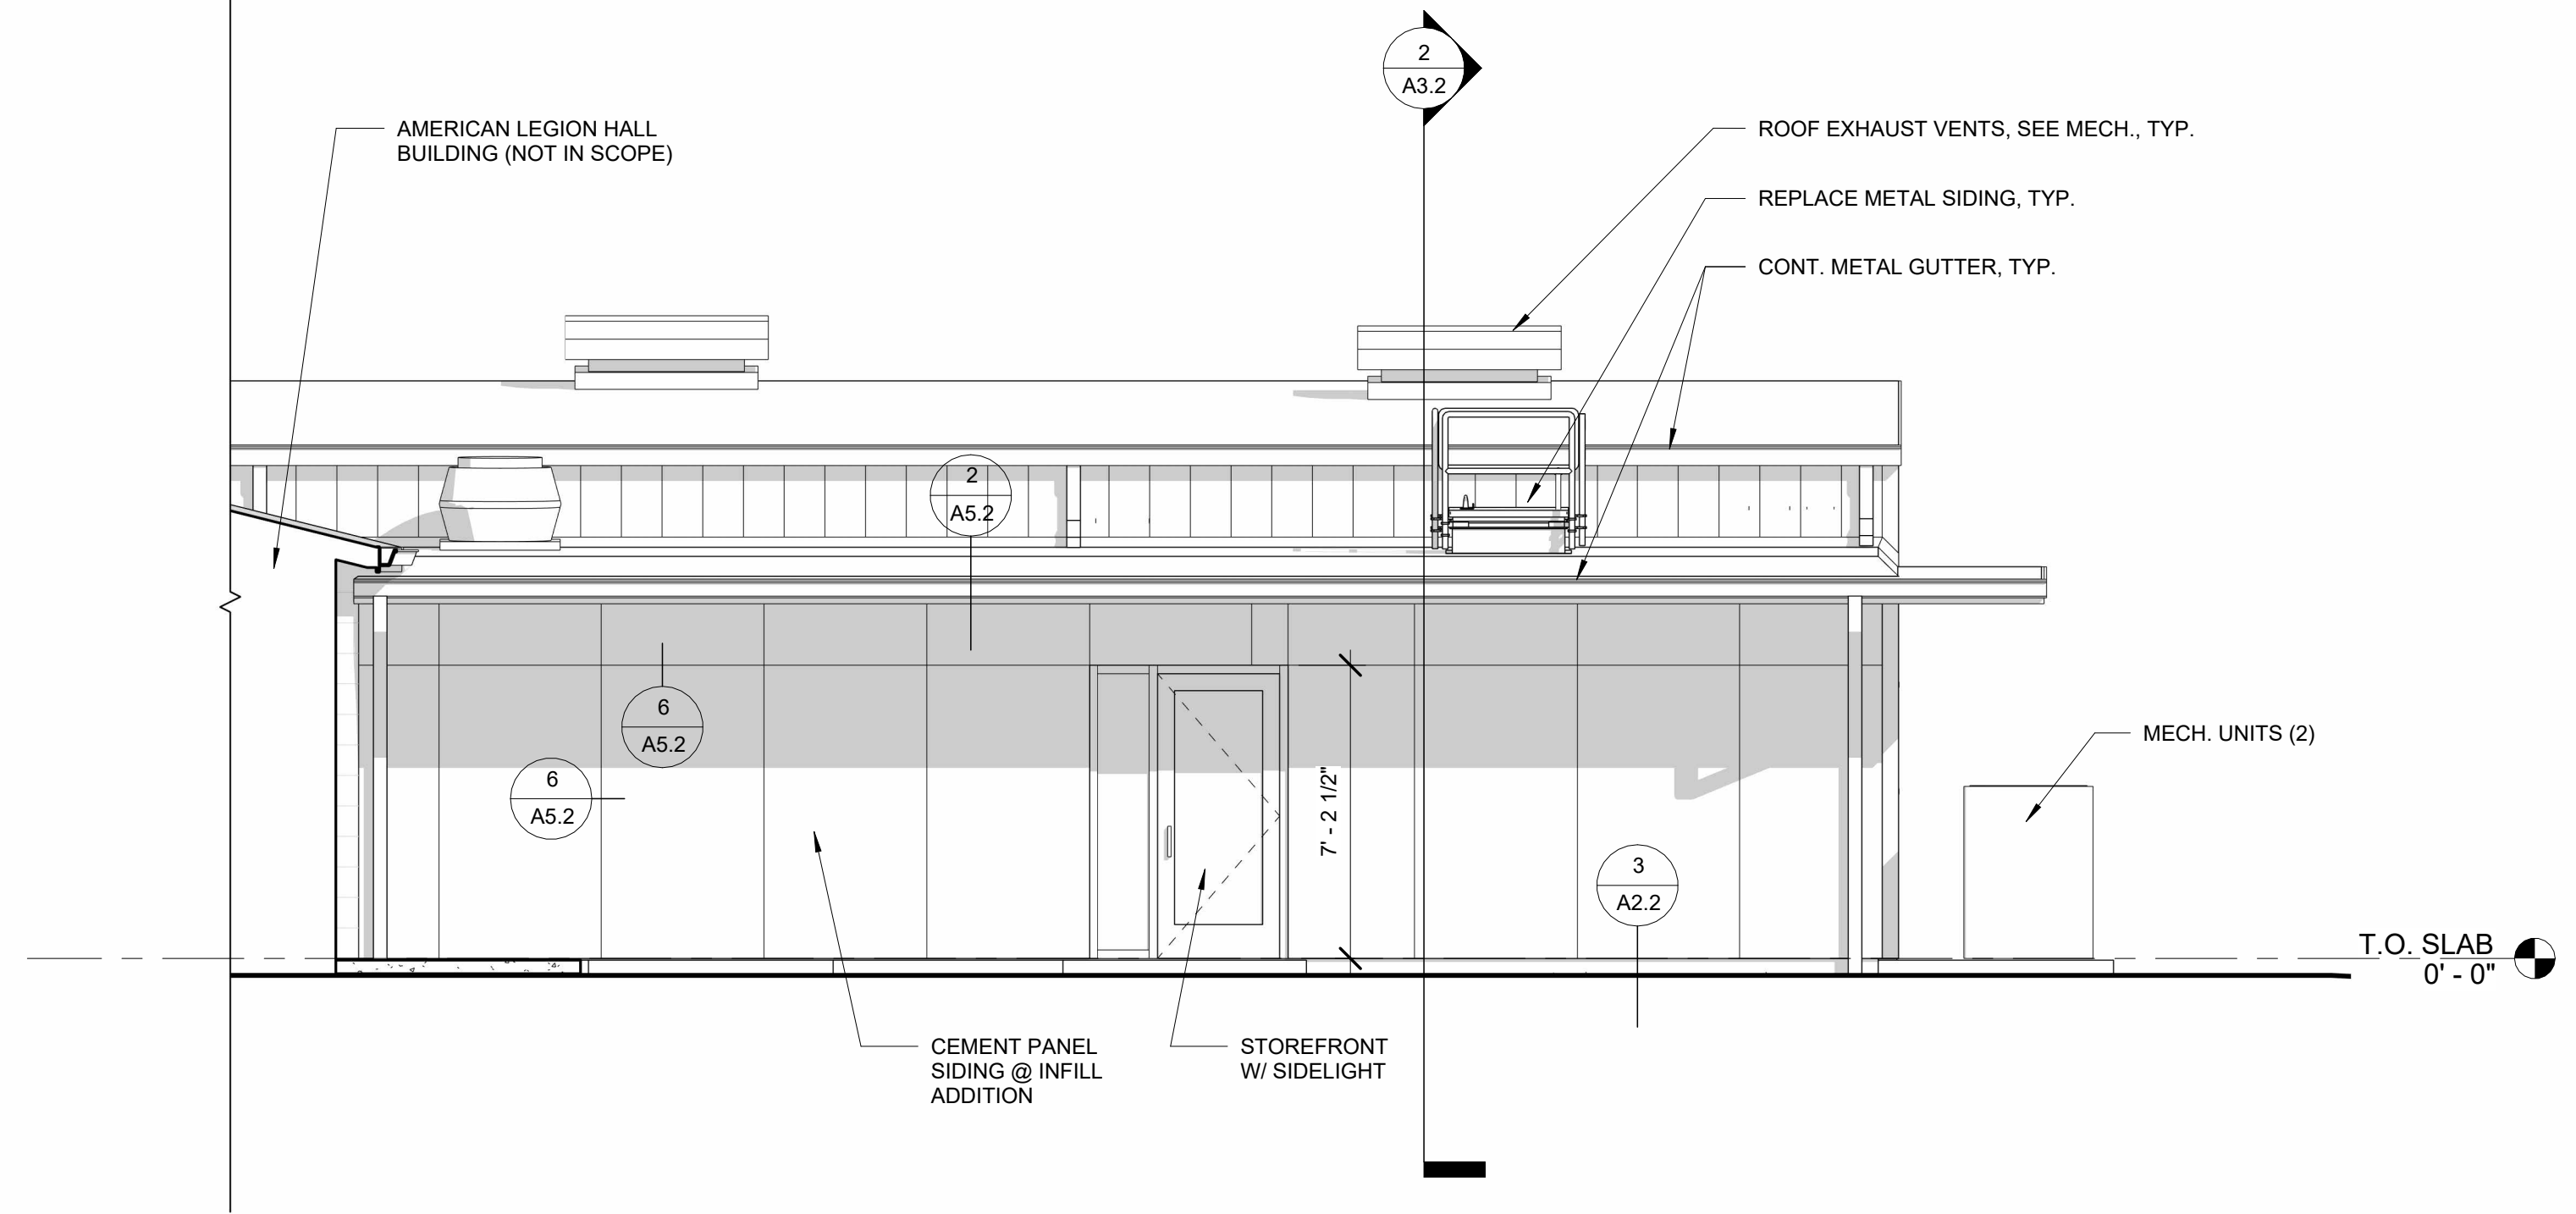 2
A3.2
AMERICAN LEGION HALL
BUILDING (NOT IN SCOPE)
ROOF EXHAUST VENTS, SEE MECH., TYP.
REPLACE METAL SIDING, TYP.
CONT. METAL GUTTER, TYP.
2
A5.2
6
A5.2
6
A5.2
7' - 2 1/2"
3
A2.2
MECH. UNITS (2)
T.O. SLAB
0' - 0"
CEMENT PANEL
SIDING @ INFILL
ADDITION
STOREFRONT
W/ SIDELIGHT